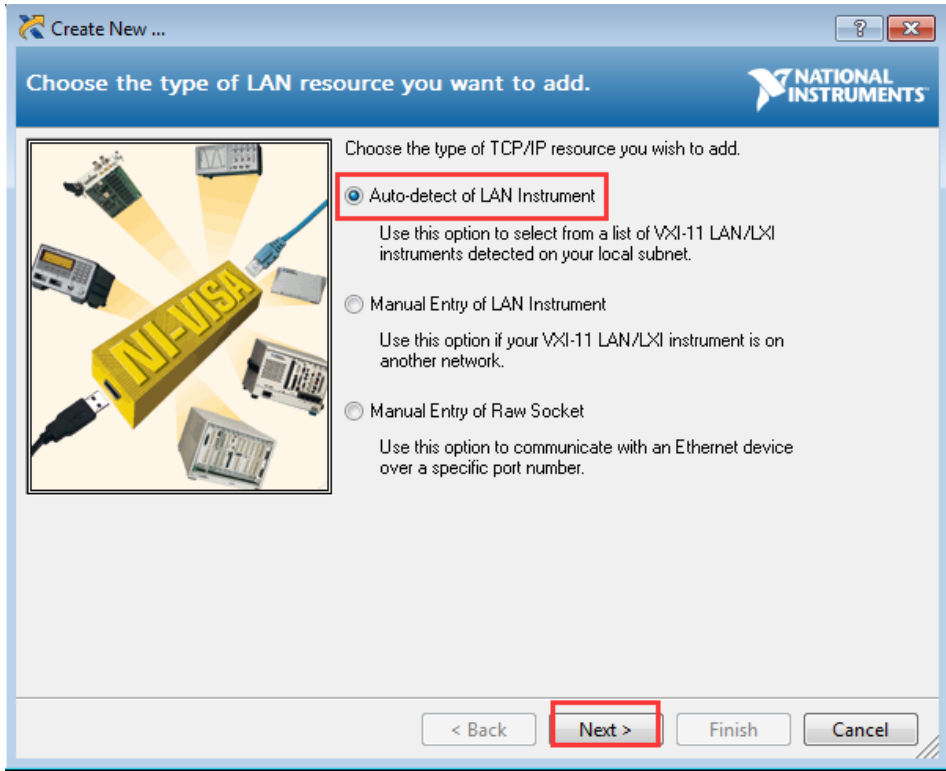 Create New ...
Choose the type of LAN resource you want to add.
NATIONAL
INSTRUMENTS
Choose the type of TCP/IP resource you wish to add.
Auto-detect of LAN Instrument
Use this option to select from a list of VXI-11 LAN/LXI
instruments detected on your local subnet.
Manual Entry of LAN Instrument
Use this option if your VXI-11 LAN/LXI instrument is on
another network.
Manual Entry of Raw Socket
Use this option to communicate with an Ethernet device
over a specific port number.
NI-VISA
< Back
Next >
Finish
Cancel